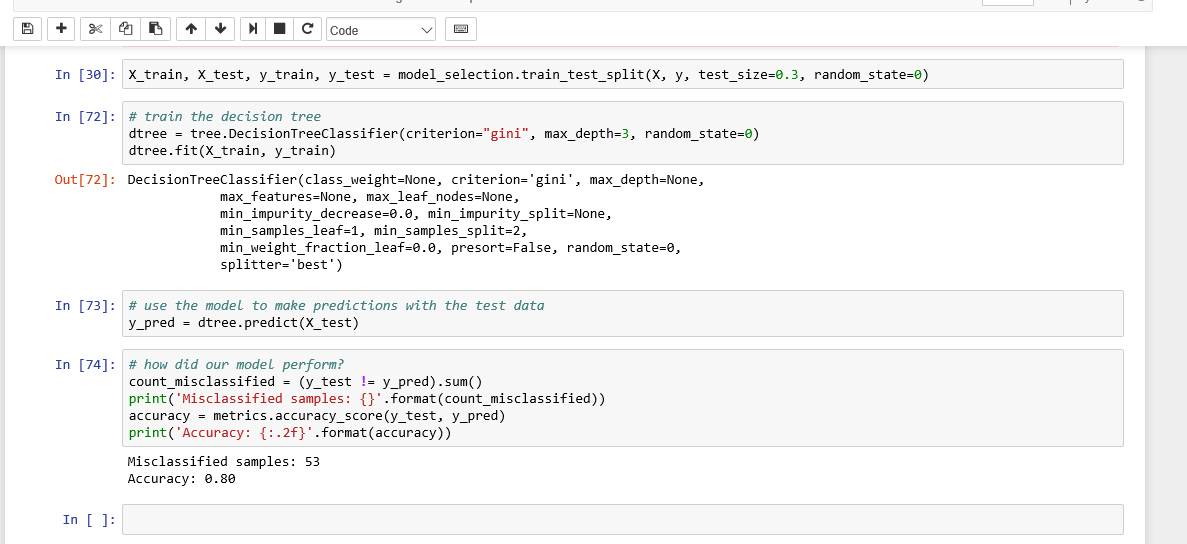 Code
In [30]: X_train, X_test, y_train, y_test = model_selection.train_test_split(X, y, test_size=0.3, random_state=0)
In [72]: # train the decision tree
dtree = tree.DecisionTreeClassifier(criterion="gini", max_depth=3, random_state=0)
dtree.fit(X_train, y_train)
Out[72]: DecisionTreeClassifier(class_weight=None, criterion='gini', max_depth=None,
max_features=None, max_leaf_nodes=None,
min_impurity_decrease=0.0, min_impurity_split=None,
min_samples_leaf=1, min_samples_split=2,
min_weight_fraction_leaf=0.0, presort=False, random_state=0,
splitter='best')
In [73]: # use the model to make predictions with the test data
y_pred = dtree.predict(X_test)
In [74]: # how did our model perform?
count_misclassified = (y_test != y_pred).sum()
print('Misclassified samples: {}'.format(count_misclassified))
accuracy = metrics.accuracy_score(y_test, y_pred)
print('Accuracy: {:.2f}'.format(accuracy))
Misclassified samples: 53
Accuracy: 0.80
In [ ]: